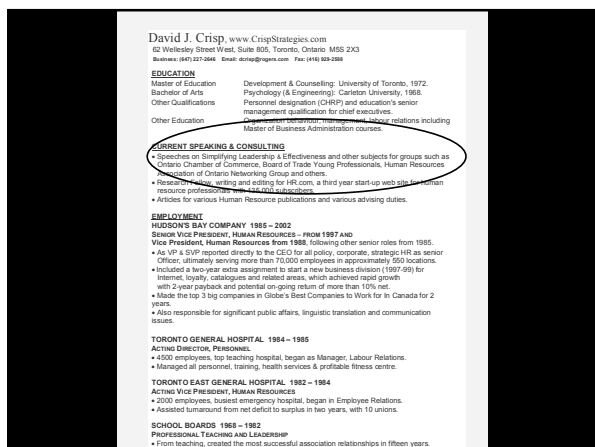 David J. Crisp, www.CrispStrategies.com
62 Wellesley Street West, Suite 805, Toronto, Ontario M5S 2X3
Business: (647) 227-2646 Email: dcrisp@rogers.com Fax: (416) 929-2588
EDUCATION
Master of Education Development & Counselling: University of Toronto, 1972.
Bachelor of Arts Psychology (& Engineering): Carleton University, 1968.
Other Qualifications Personnel designation (CHRP) and education's senior
management qualification for chief executives.
Other Education Organization behaviour, management, labour relations including
Master of Business Administration courses.
CURRENT SPEAKING & CONSULTING
• Speeches on Simplifying Leadership & Effectiveness and other subjects for groups such as
Ontario Chamber of Commerce, Board of Trade Young Professionals, Human Resources
Association of Ontario Networking Group and others.
• Research Fellow, writing and editing for HR.com, a third year start-up web site for human
resource professionals with 135,000 subscribers.
• Articles for various Human Resource publications and various advising duties.
EMPLOYMENT
HUDSON'S BAY COMPANY 1985 – 2002
SENIOR VICE PRESIDENT, HUMAN RESOURCES – FROM 1997 AND
Vice President, Human Resources from 1988, following other senior roles from 1985.
• As VP & SVP reported directly to the CEO for all policy, corporate, strategic HR as senior
Officer, ultimately serving more than 70,000 employees in approximately 550 locations.
• Included a two-year extra assignment to start a new business division (1997-99) for
Internet, loyalty, catalogues and related areas, which achieved rapid growth
with 2-year payback and potential on-going return of more than 10% net.
• Made the top 3 big companies in Globe's Best Companies to Work for In Canada for 2
years.
• Also responsible for significant public affairs, linguistic translation and communication
issues.
TORONTO GENERAL HOSPITAL 1984 – 1985
ACTING DIRECTOR, PERSONNEL
• 4500 employees, top teaching hospital, began as Manager, Labour Relations.
• Managed all personnel, training, health services & profitable fitness centre.
TORONTO EAST GENERAL HOSPITAL 1982 – 1984
ACTING VICE PRESIDENT, HUMAN RESOURCES
• 2000 employees, busiest emergency hospital, began in Employee Relations.
• Assisted turnaround from net deficit to surplus in two years, with 10 unions.
SCHOOL BOARDS 1968 – 1982
PROFESSIONAL TEACHING AND LEADERSHIP
• From teaching, created the most successful association relationships in fifteen years.